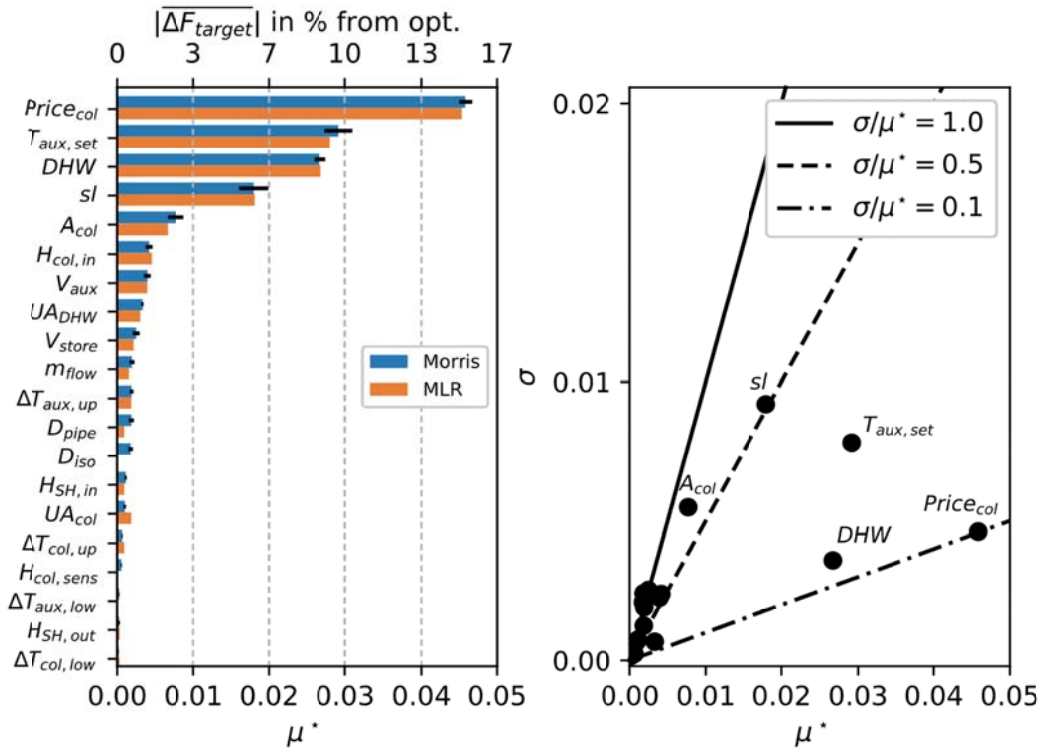 |ΔF_target| in % from opt.
0 3 7 10 13 17
Price_col
T_aux,set
DHW
sl
A_col
H_col,in
V_aux
UA_DHW
V_store
m_flow
ΔT_aux,up
D_pipe
D_iso
H_SH,in
UA_col
ΔT_col,up
H_col,sens
ΔT_aux,low
H_SH,out
ΔT_col,low
Morris
MLR
0.00 0.01 0.02 0.03 0.04 0.05
μ*
σ
0.02
0.01
0.00
σ/μ* = 1.0
σ/μ* = 0.5
σ/μ* = 0.1
sl
T_aux,set
A_col
Price_col
DHW
0.00 0.01 0.02 0.03 0.04 0.05
μ*